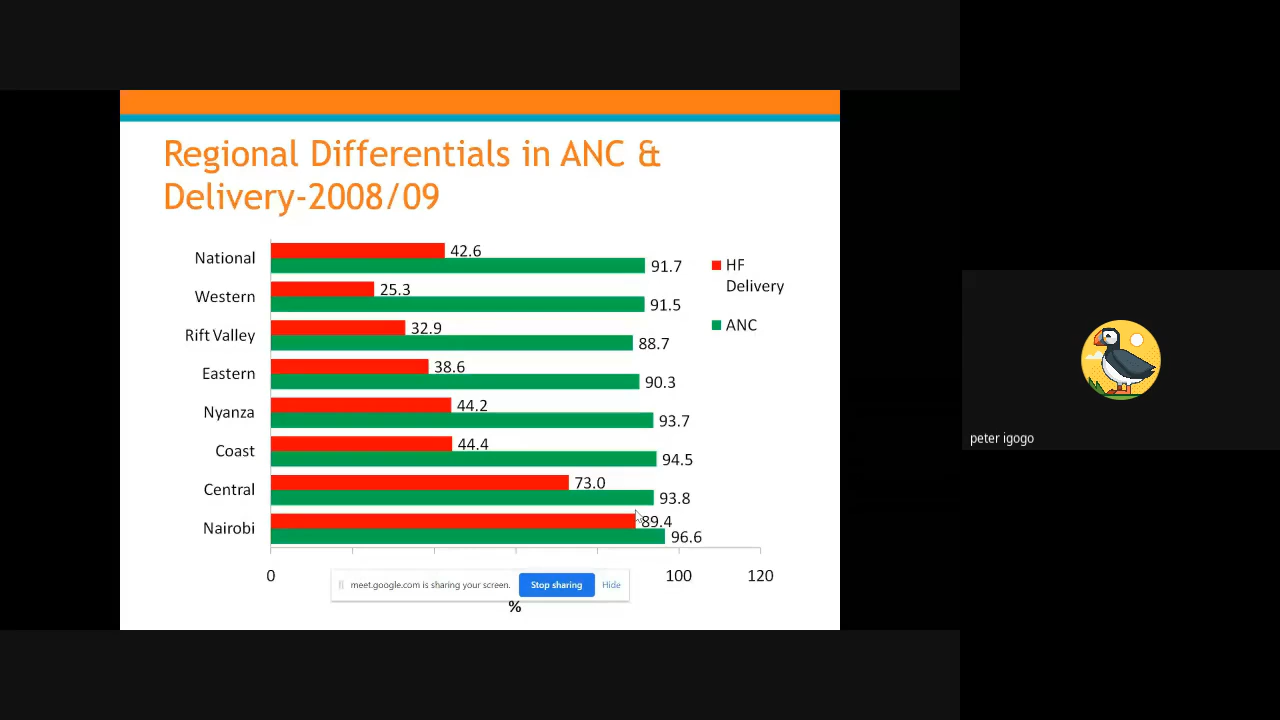 Regional Differentials in ANC &
Delivery-2008/09
National
42.6
91.7
Western
25.3
91.5
Rift Valley
32.9
88.7
Eastern
38.6
90.3
Nyanza
44.2
93.7
Coast
44.4
94.5
Central
73.0
93.8
Nairobi
89.4
96.6
HF
Delivery
ANC
0
100
120
meet.google.com is sharing your screen. Stop sharing Hide
%
peter igogo